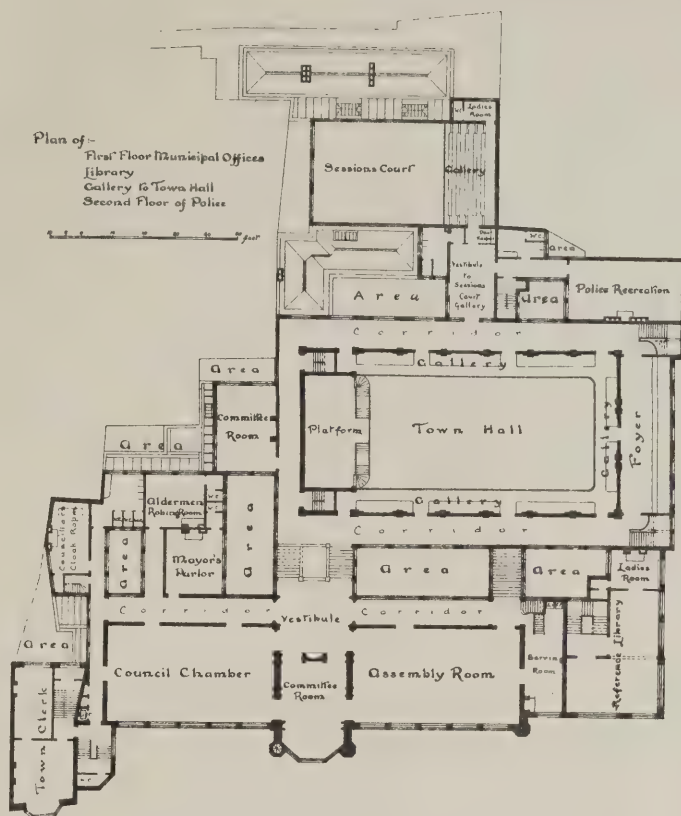 Plan of:-
First Floor Municipal Offices
Library
Gallery to Town Hall
Second Floor of Police
feet
W.C.
Ladies
Room
Sessions Court
Gallery
W.C.
Area
Vestibule
to
Sessions
Court
Gallery
Area
Area
Police Recreation
Corridor
Gallery
Area
Committee
Room
Platform
Town Hall
Gallery
Foyer
Area
Aldermen
Robing Room
Area
Gallery
Corridor
Councillors
Cloak Room
Area
Mayor's
Parlor
Area
Area
Ladies
Room
Corridor
Vestibule
Corridor
Area
Council Chamber
Committee
Room
Assembly Room
Serving
Room
Reference Library
Town Clerk